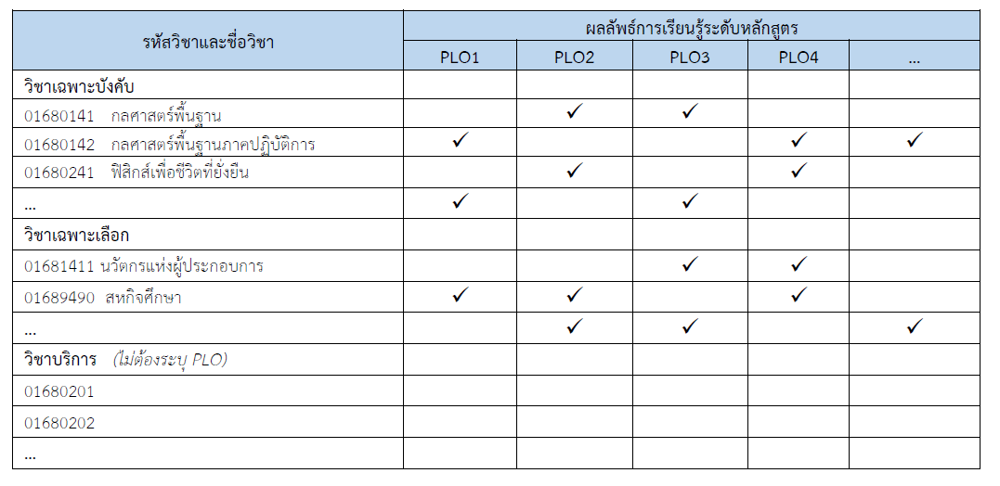 รหัสวิชาและชื่อวิชา
ผลลัพธ์การเรียนรู้ระดับหลักสูตร
PLO1 PLO2 PLO3 PLO4 ...
วิชาเฉพาะบังคับ
01680141 กลศาสตร์พื้นฐาน ✓ ✓
01680142 กลศาสตร์พื้นฐานภาคปฏิบัติการ ✓ ✓ ✓
01680241 ฟิสิกส์เพื่อชีวิตที่ยั่งยืน ✓ ✓
... ✓ ✓
วิชาเฉพาะเลือก
01681411 นวัตกรแห่งผู้ประกอบการ ✓ ✓
01689490 สหกิจศึกษา ✓ ✓ ✓
... ✓ ✓ ✓
วิชาบริการ (ไม่ต้องระบุ PLO)
01680201
01680202
...